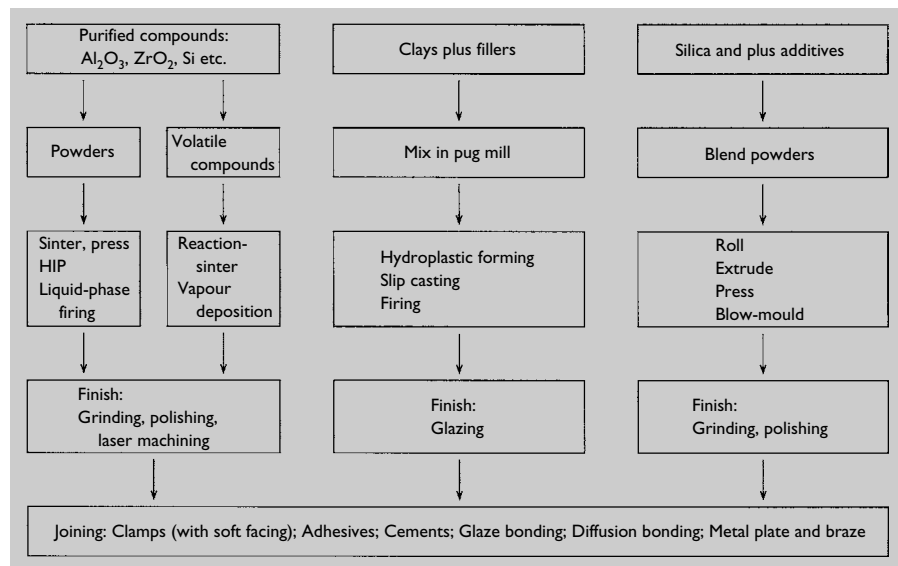 Purified compounds:
Al₂O₃, ZrO₂, Si etc.
Clays plus fillers
Silica and plus additives
Powders
Volatile
compounds
Mix in pug mill
Blend powders
Sinter, press
HIP
Liquid-phase
firing
Reaction-
sinter
Vapour
deposition
Hydroplastic forming
Slip casting
Firing
Roll
Extrude
Press
Blow-mould
Finish:
Grinding, polishing,
laser machining
Finish:
Glazing
Finish:
Grinding, polishing
Joining: Clamps (with soft facing); Adhesives; Cements; Glaze bonding; Diffusion bonding; Metal plate and braze